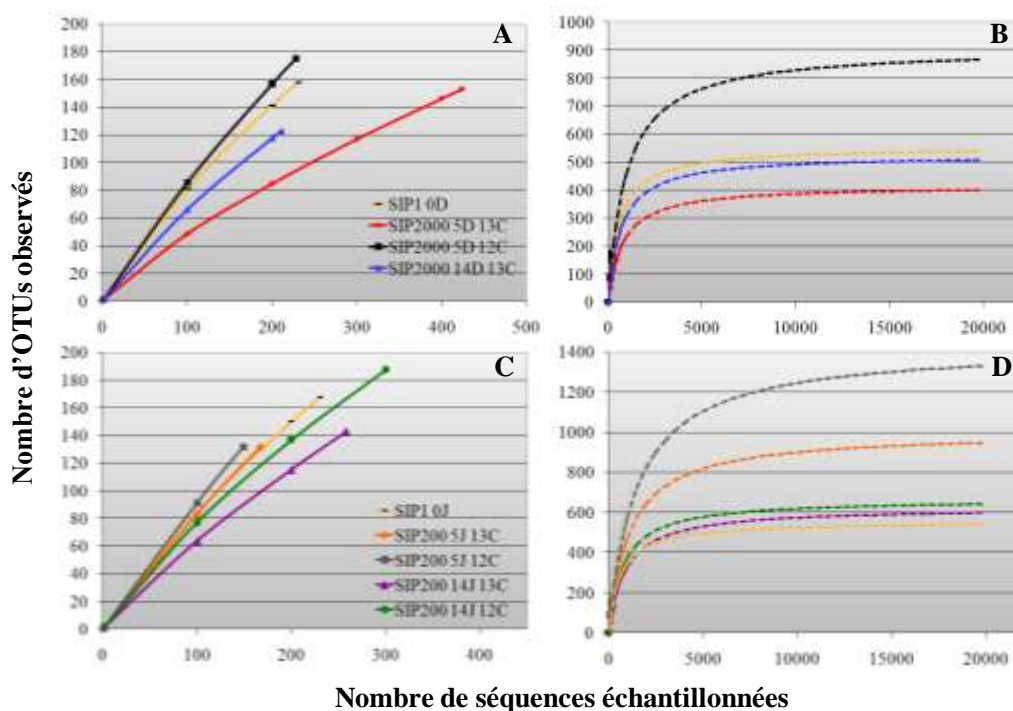 Nombre d'OTUs observés
A
200
180
160
140
120
100
80
60
40
20
0
SIP1 0D
SIP2000 5D 13C
SIP2000 5D 12C
SIP2000 14D 13C
0 100 200 300 400 500
B
1000
900
800
700
600
500
400
300
200
100
0
0 5000 10000 15000 20000
C
200
180
160
140
120
100
80
60
40
20
0
SIP1 0J
SIP200 5J 13C
SIP200 5J 12C
SIP200 14J 13C
SIP200 14J 12C
0 100 200 300 400
D
1400
1200
1000
800
600
400
200
0
0 5000 10000 15000 20000
Nombre de séquences échantillonnées